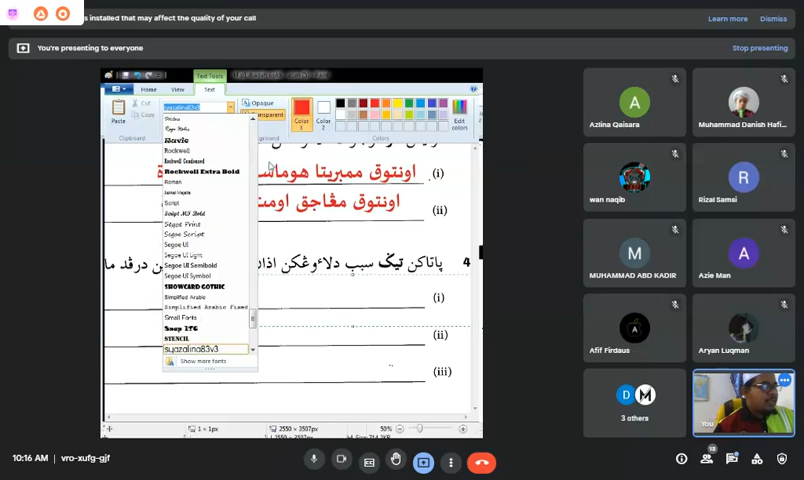 s installed that may affect the quality of your call
Learn more
Dismiss
You're presenting to everyone
Stop presenting
Text Tools
Home
View
Text
Paste
Cut
Copy
syazalina83v3
Opaque
Transparent
Color 1
Color 2
Edit colors
Clipboard
Colors
Ravie
Rockwell
Rockwell Condensed
Rockwell Extra Bold
Roman
Script
Script MT Bold
Segoe Print
Segoe Script
Segoe UI
Segoe UI Light
Segoe UI Semibold
Segoe UI Symbol
SHOWCARD GOTHIC
Simplified Arabic
Simplified Arabic Fixed
Small Fonts
Snap ITC
STENCIL
syazalina83v3
Show more fonts
(i) اونتوق ممبريتا
(ii) اونتوق مڠاجق
4 ڽاتاکن تيݢ سبب
(i)
(ii)
(iii)
1 × 1px
2550 × 3507px
50%
A
Azlina Qaisara
Muhammad Danish Hafi...
wan naqib
R
Rizal Samsi
M
MUHAMMAD ABD KADIR
A
Azie Man
Afif Firdaus
Aryan Luqman
D
M
3 others
You
10:16 AM
vro-xufg-gjf